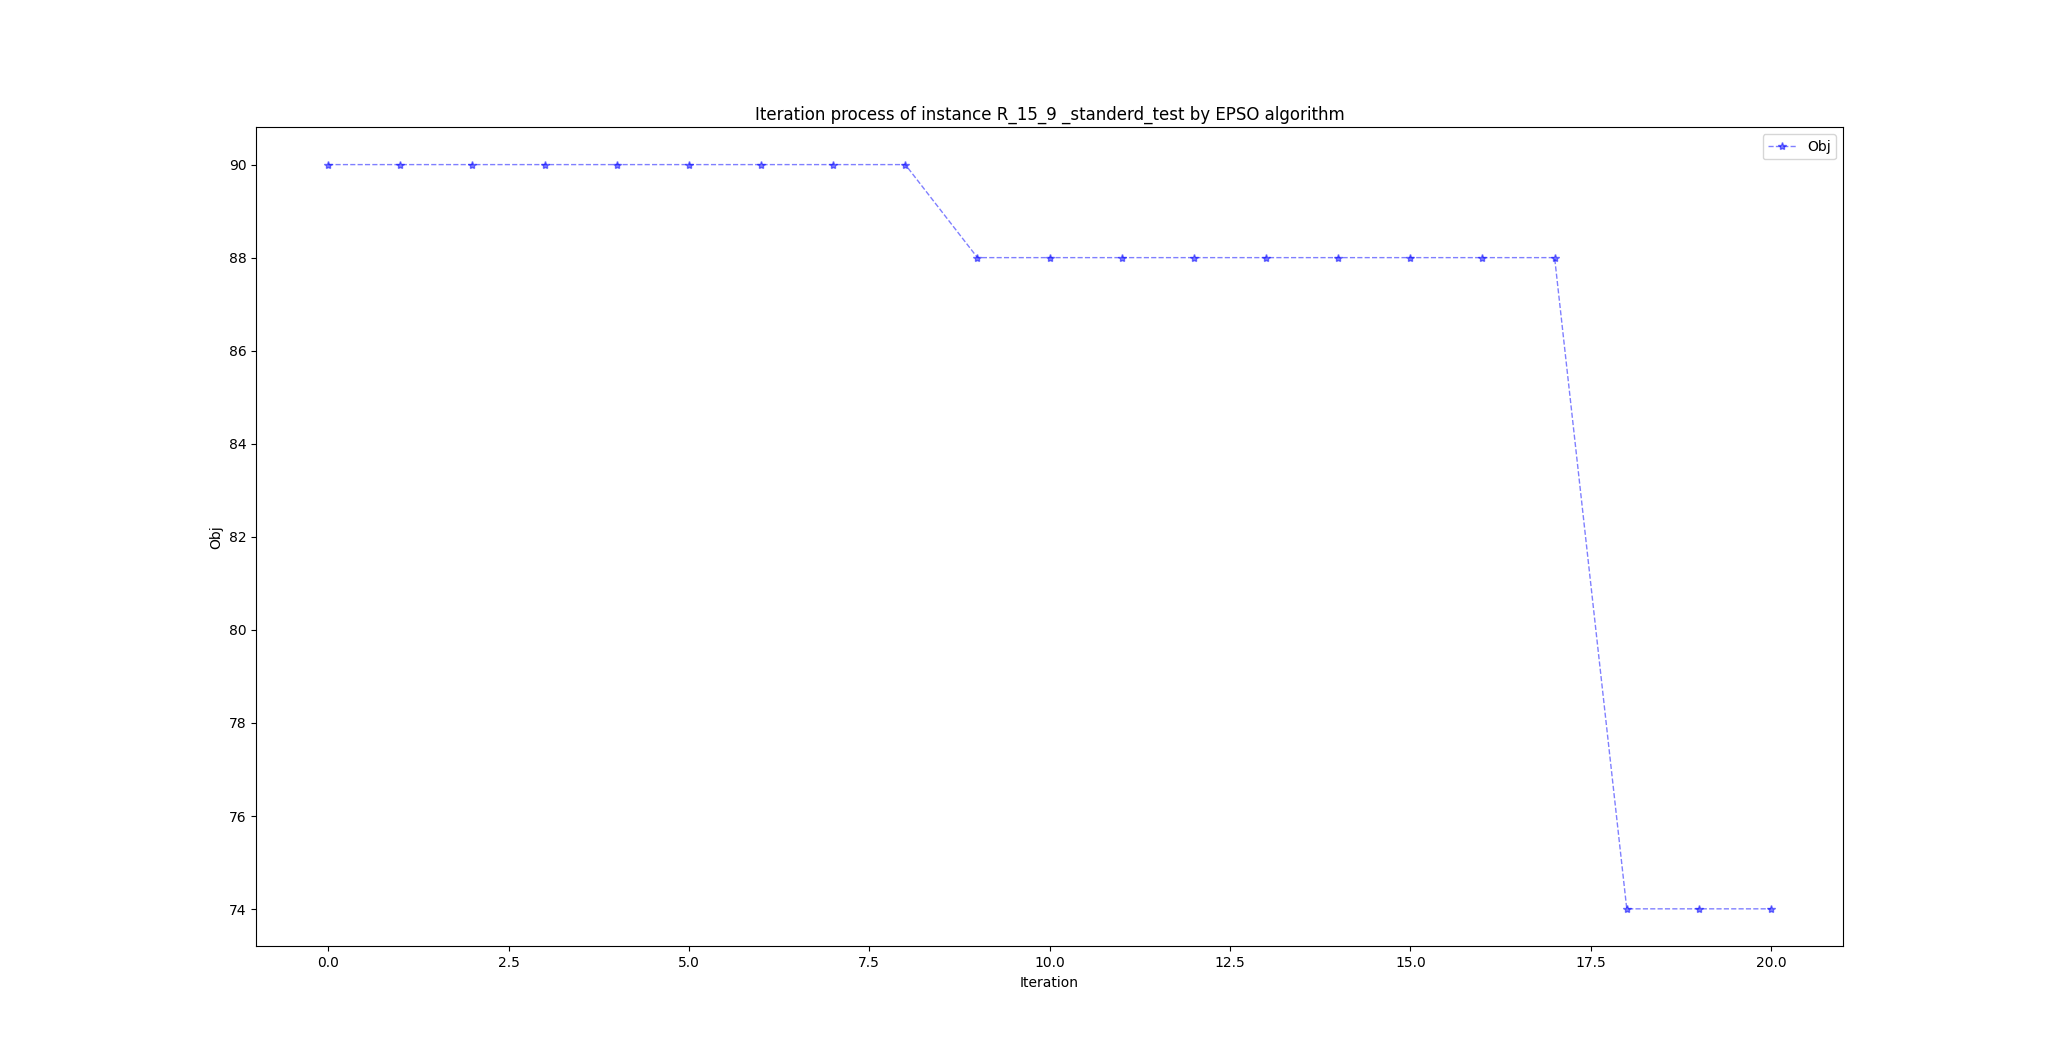 Iteration process of instance R_15_9 _standerd_test by EPSO algorithm
Obj
90
88
86
84
82
80
78
76
74
Obj
0.0 2.5 5.0 7.5 10.0 12.5 15.0 17.5 20.0
Iteration